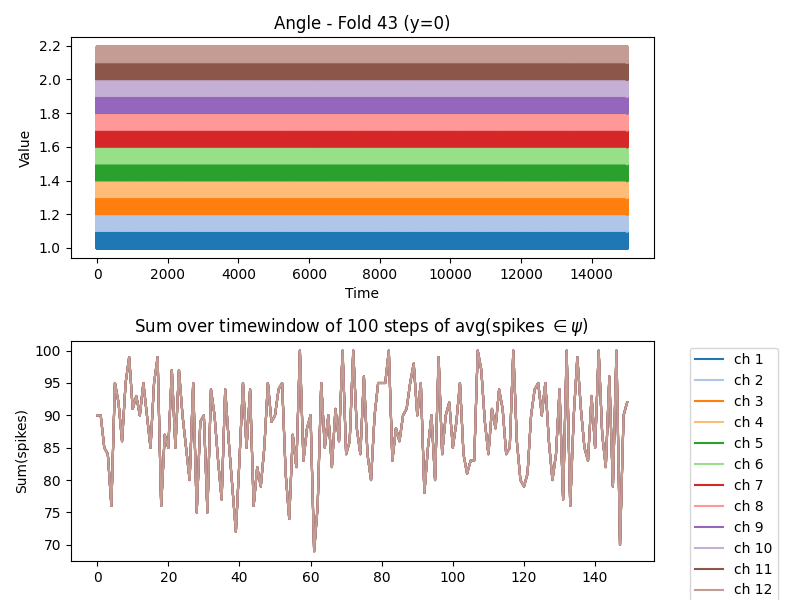 Angle - Fold 43 (y=0)
2.2
2.0
1.8
1.6
1.4
1.2
1.0
Value
0 2000 4000 6000 8000 10000 12000 14000
Time
Sum over timewindow of 100 steps of avg(spikes ∈ ψ)
100
95
90
85
80
75
70
Sum(spikes)
0 20 40 60 80 100 120 140
ch 1
ch 2
ch 3
ch 4
ch 5
ch 6
ch 7
ch 8
ch 9
ch 10
ch 11
ch 12